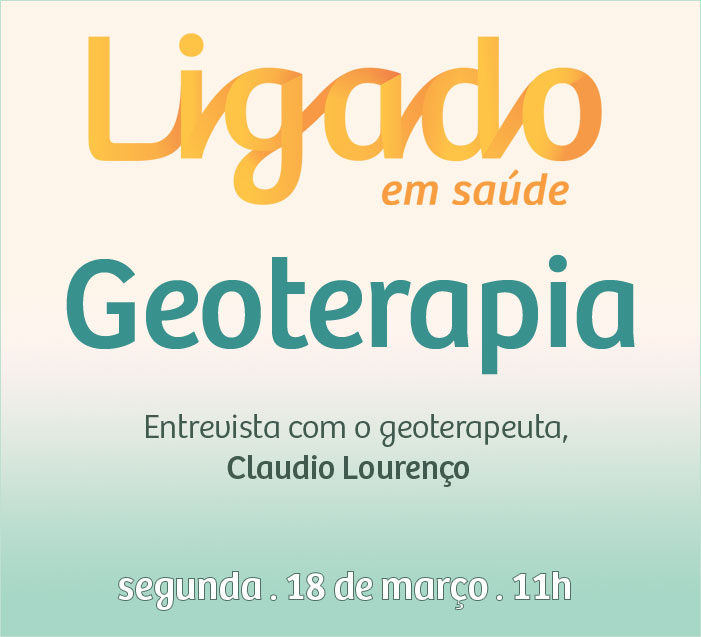 Ligado
em saúde
Geoterapia
Entrevista com o geoterapeuta,
Claudio Lourenço
segunda . 18 de março . 11h